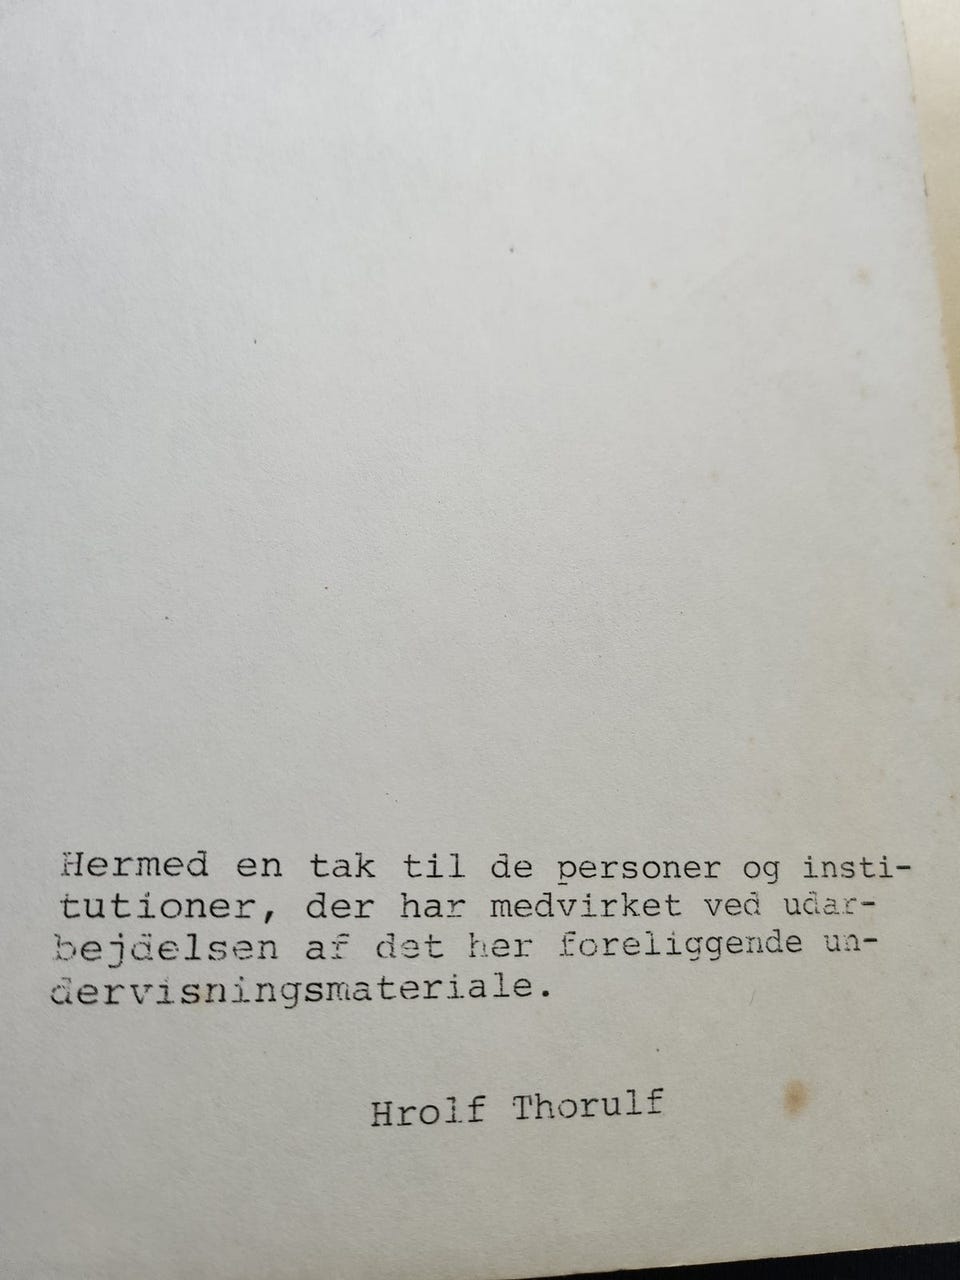 Hermed en tak til de personer og insti-
tutioner, der har medvirket ved udar-
bejdelsen af det her foreliggende un-
dervisningsmateriale.
Hrolf Thorulf